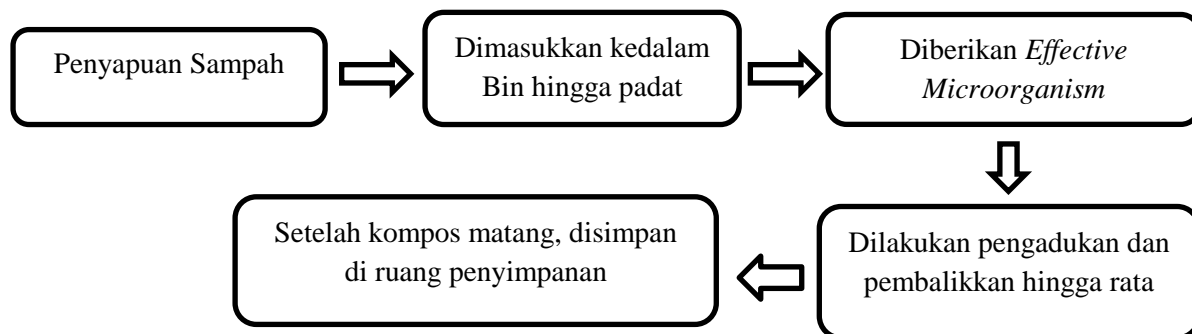 Penyapuan Sampah
Dimasukkan kedalam
Bin hingga padat
Diberikan Effective
Microorganism
Dilakukan pengadukan dan
pembalikkan hingga rata
Setelah kompos matang, disimpan
di ruang penyimpanan